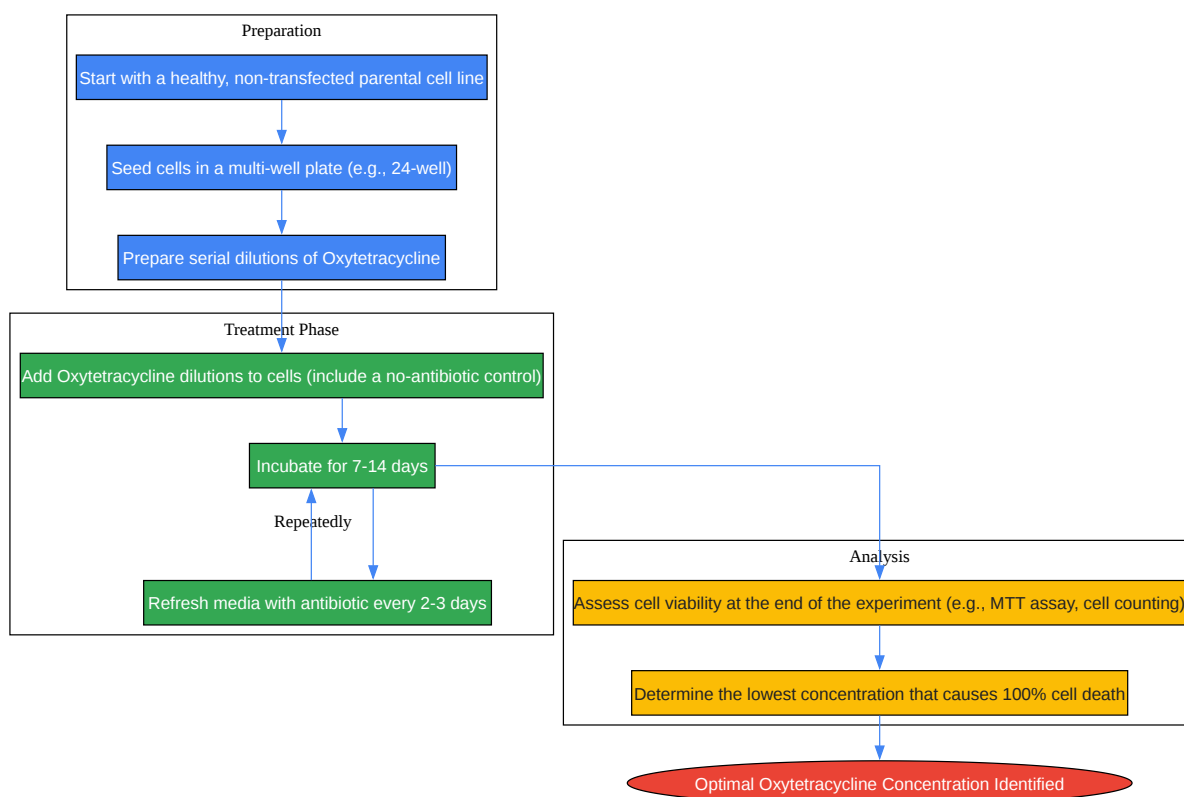 Preparation
Start with a healthy, non-transfected parental cell line
Seed cells in a multi-well plate (e.g., 24-well)
Prepare serial dilutions of Oxytetracycline
Treatment Phase
Add Oxytetracycline dilutions to cells (include a no-antibiotic control)
Incubate for 7-14 days
Repeatedly
Refresh media with antibiotic every 2-3 days
Analysis
Assess cell viability at the end of the experiment (e.g., MTT assay, cell counting)
Determine the lowest concentration that causes 100% cell death
Optimal Oxytetracycline Concentration Identified